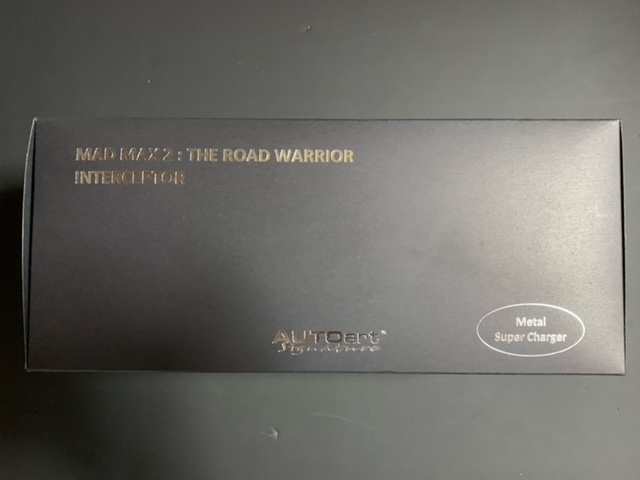 MAD MAX 2 : THE ROAD WARRIOR
INTERCEPTOR
AUTOart
Signature
Metal
Super Charger